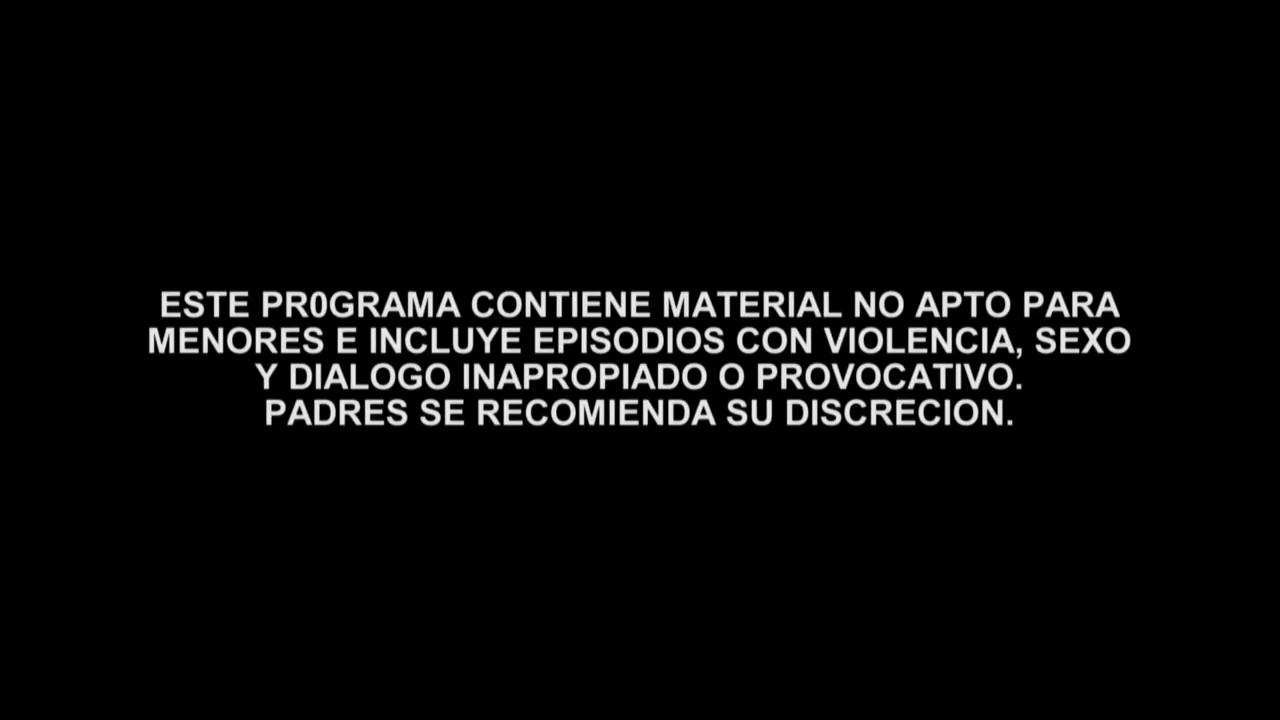 ESTE PR0GRAMA CONTIENE MATERIAL NO APTO PARA
MENORES E INCLUYE EPISODIOS CON VIOLENCIA, SEXO
Y DIALOGO INAPROPIADO O PROVOCATIVO.
PADRES SE RECOMIENDA SU DISCRECION.